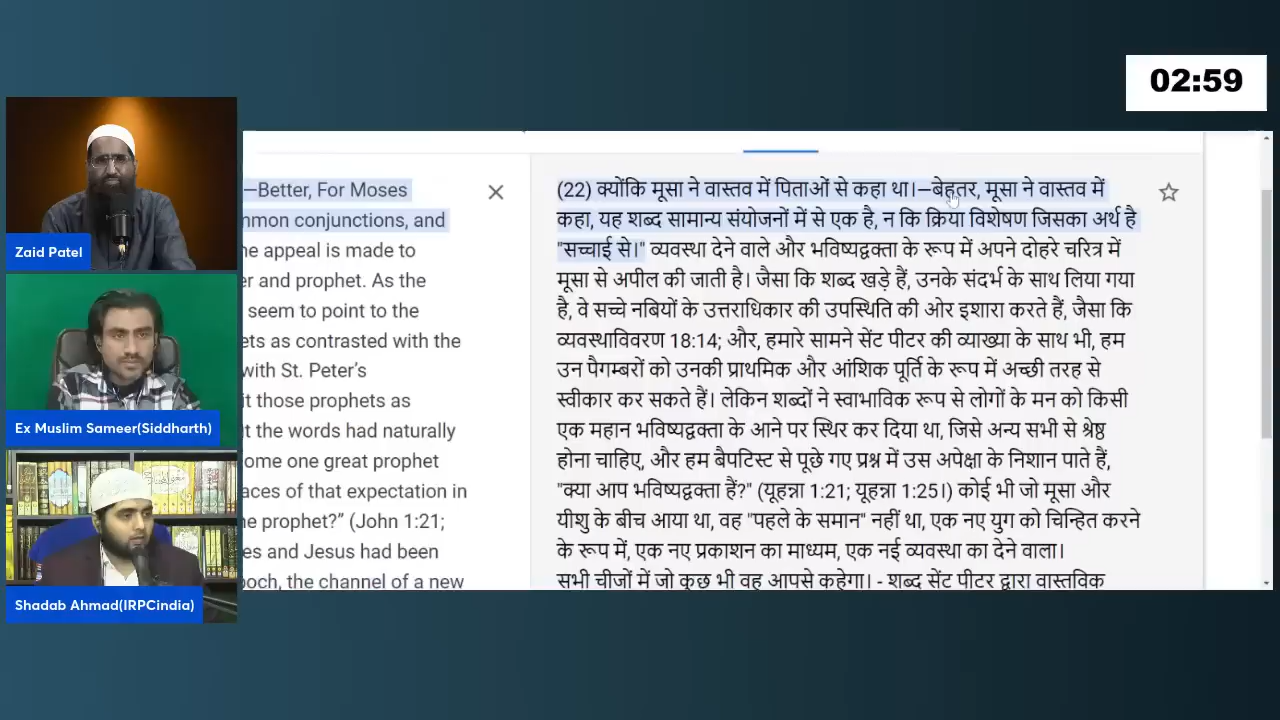 02:59
Zaid Patel
Ex Muslim Sameer(Siddharth)
Shadab Ahmad(IRPCindia)
—Better, For Moses
mmon conjunctions, and
he appeal is made to
er and prophet. As the
seem to point to the
ets as contrasted with the
with St. Peter’s
it those prophets as
t the words had naturally
ome one great prophet
aces of that expectation in
he prophet?” (John 1:21;
es and Jesus had been
poch, the channel of a new
(22) क्योंकि मूसा ने वास्तव में पिताओं से कहा था।—बेहतर, मूसा ने वास्तव में
कहा, यह शब्द सामान्य संयोजनों में से एक है, न कि क्रिया विशेषण जिसका अर्थ है
"सच्चाई से।" व्यवस्था देने वाले और भविष्यद्वक्ता के रूप में अपने दोहरे चरित्र में
मूसा से अपील की जाती है। जैसा कि शब्द खड़े हैं, उनके संदर्भ के साथ लिया गया
है, वे सच्चे नबियों के उत्तराधिकार की उपस्थिति की ओर इशारा करते हैं, जैसा कि
व्यवस्थाविवरण 18:14; और, हमारे सामने सेंट पीटर की व्याख्या के साथ भी, हम
उन पैगम्बरों को उनकी प्राथमिक और आंशिक पूर्ति के रूप में अच्छी तरह से
स्वीकार कर सकते हैं। लेकिन शब्दों ने स्वाभाविक रूप से लोगों के मन को किसी
एक महान भविष्यद्वक्ता के आने पर स्थिर कर दिया था, जिसे अन्य सभी से श्रेष्ठ
होना चाहिए, और हम बैपटिस्ट से पूछे गए प्रश्न में उस अपेक्षा के निशान पाते हैं,
"क्या आप भविष्यद्वक्ता हैं?" (यूहन्ना 1:21; यूहन्ना 1:25।) कोई भी जो मूसा और
यीशु के बीच आया था, वह "पहले के समान" नहीं था, एक नए युग को चिन्हित करने
के रूप में, एक नए प्रकाशन का माध्यम, एक नई व्यवस्था का देने वाला।
सभी चीजों में जो कुछ भी वह आपसे कहेगा। - शब्द सेंट पीटर द्वारा वास्तविक